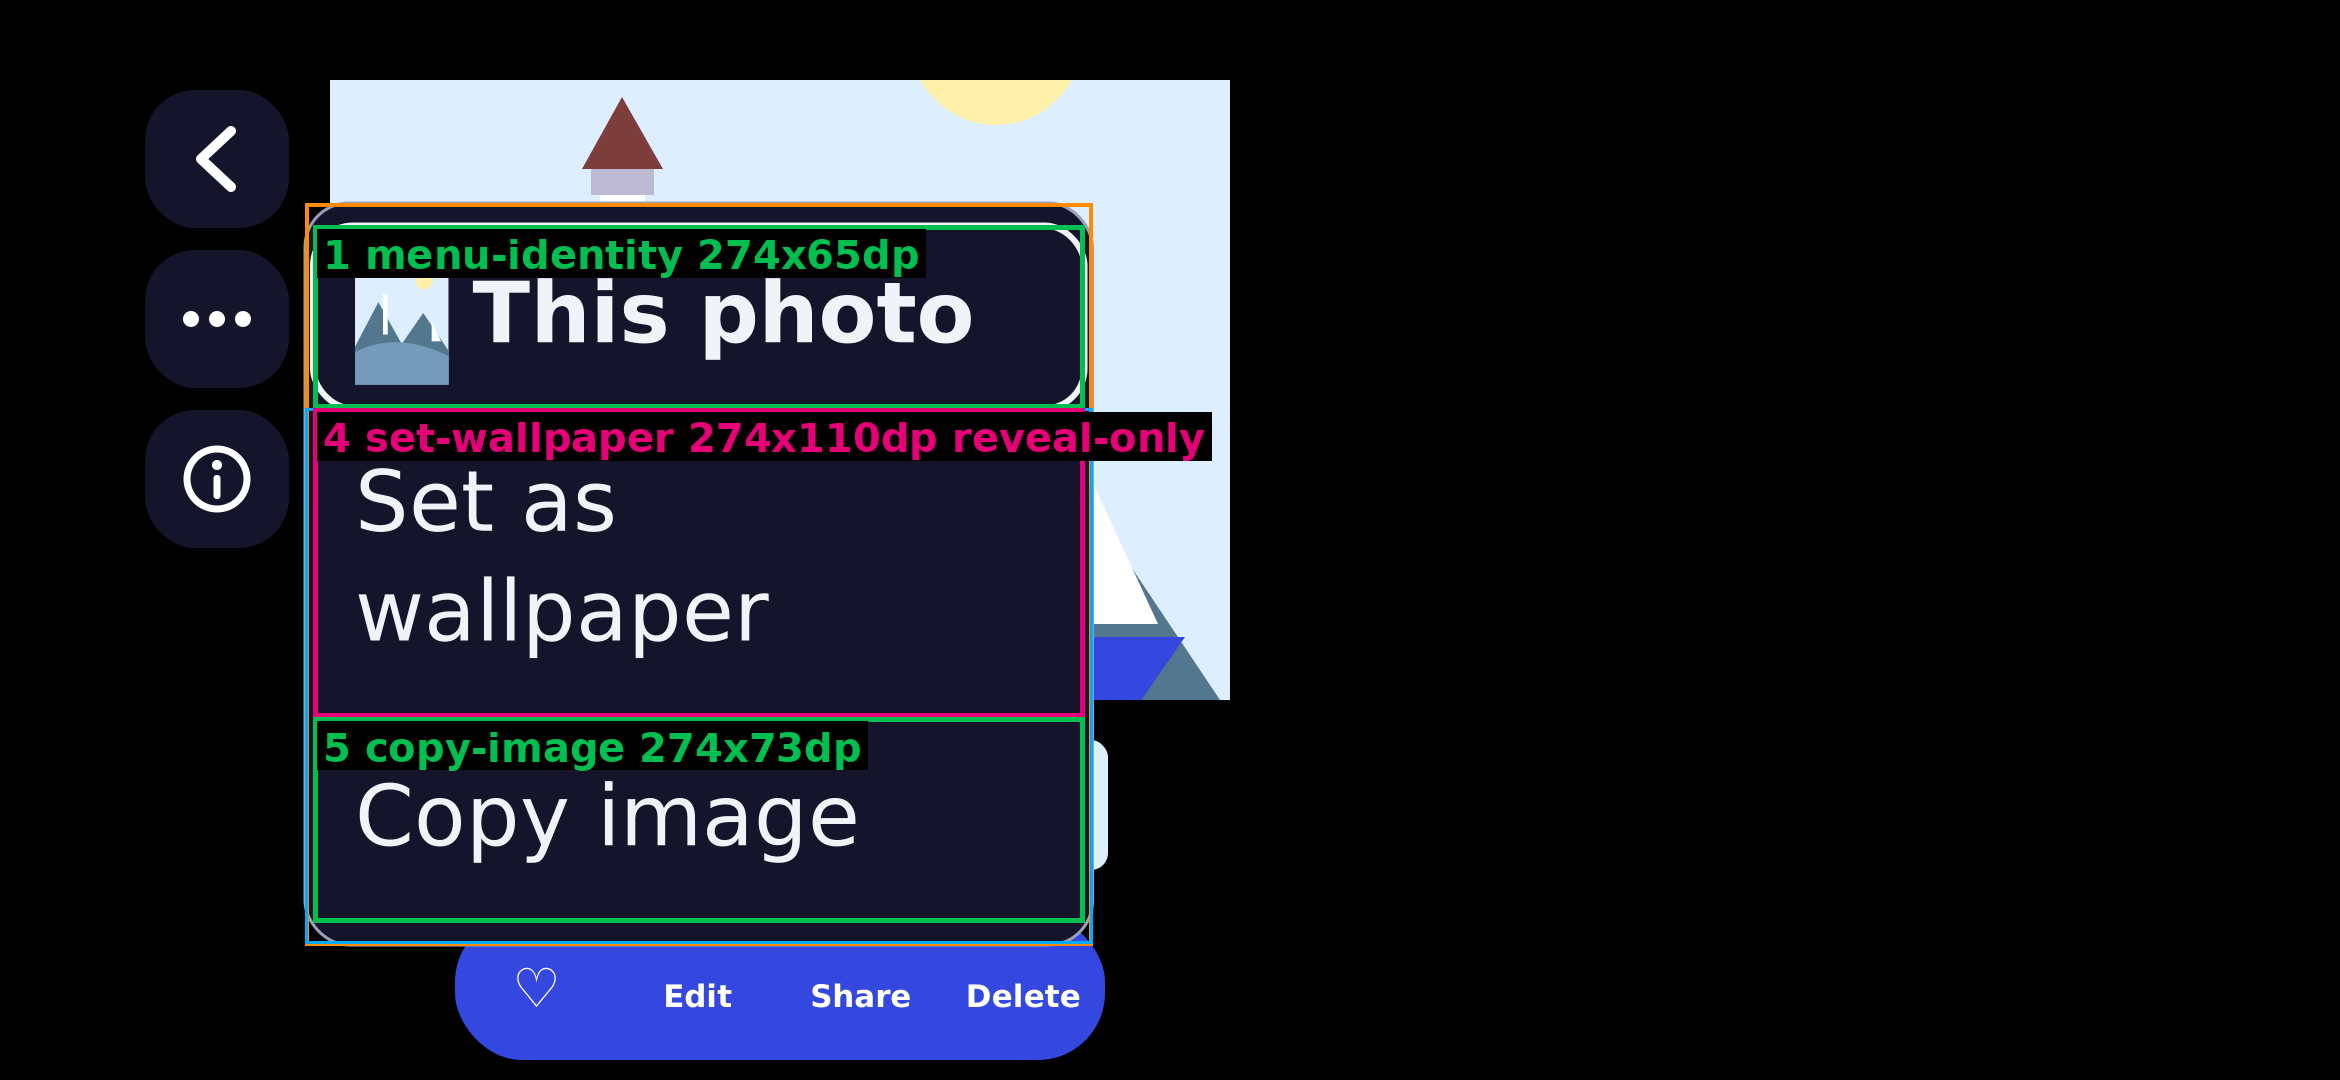 1 menu-identity 274x65dp
This photo
4 set-wallpaper 274x110dp reveal-only
Set as
wallpaper
5 copy-image 274x73dp
Copy image
♡ Edit Share Delete